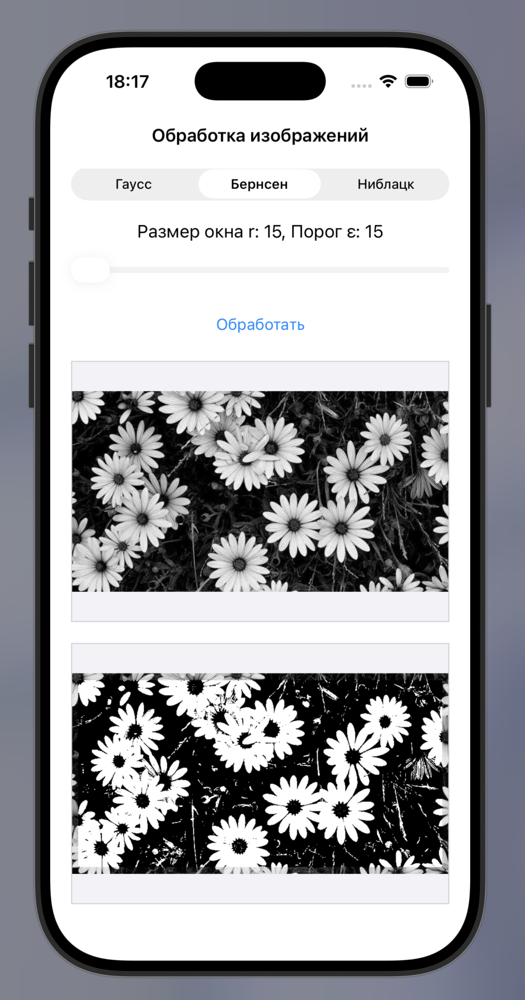 18:17
Обработка изображений
Гаусс Бернсен Ниблацк
Размер окна r: 15, Порог ε: 15
Обработать